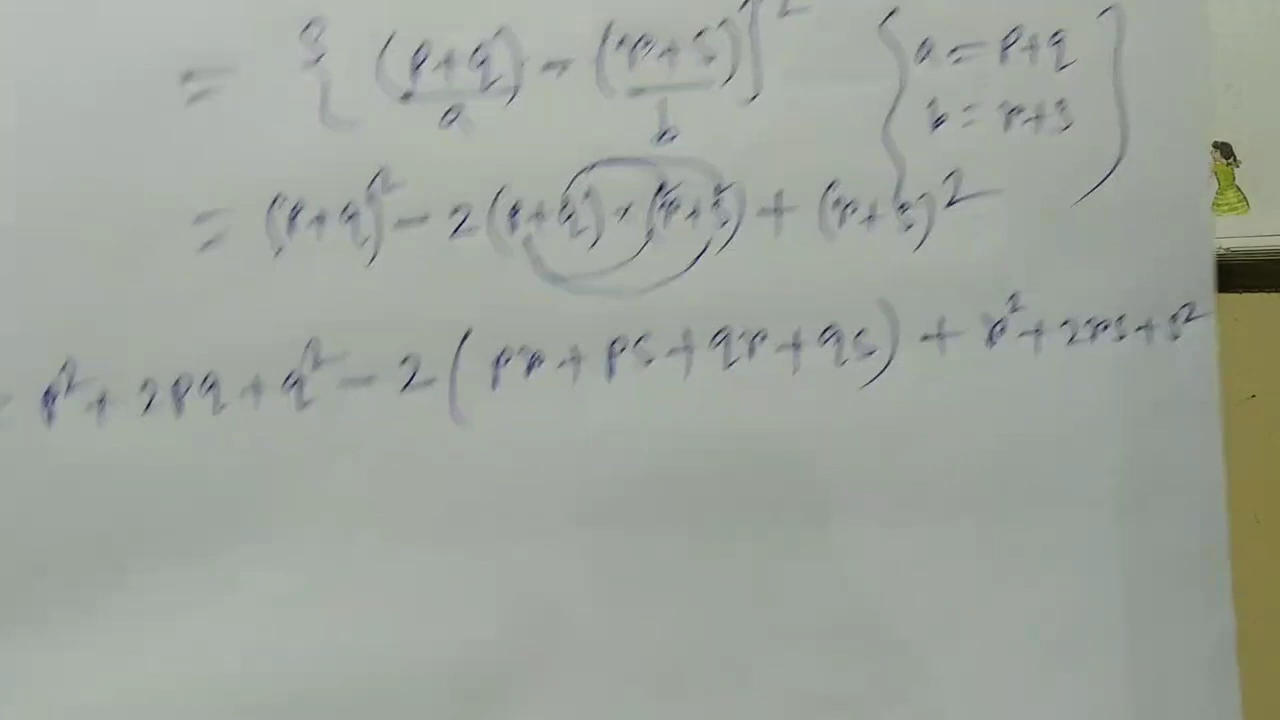 = { (p+q) - (r+s) }² { a = p+q
a b b = r+s }
= (p+q)² - 2(p+q).(r+s) + (r+s)²
= p² + 2pq + q² - 2(pr + ps + qr + qs) + r² + 2rs + s²